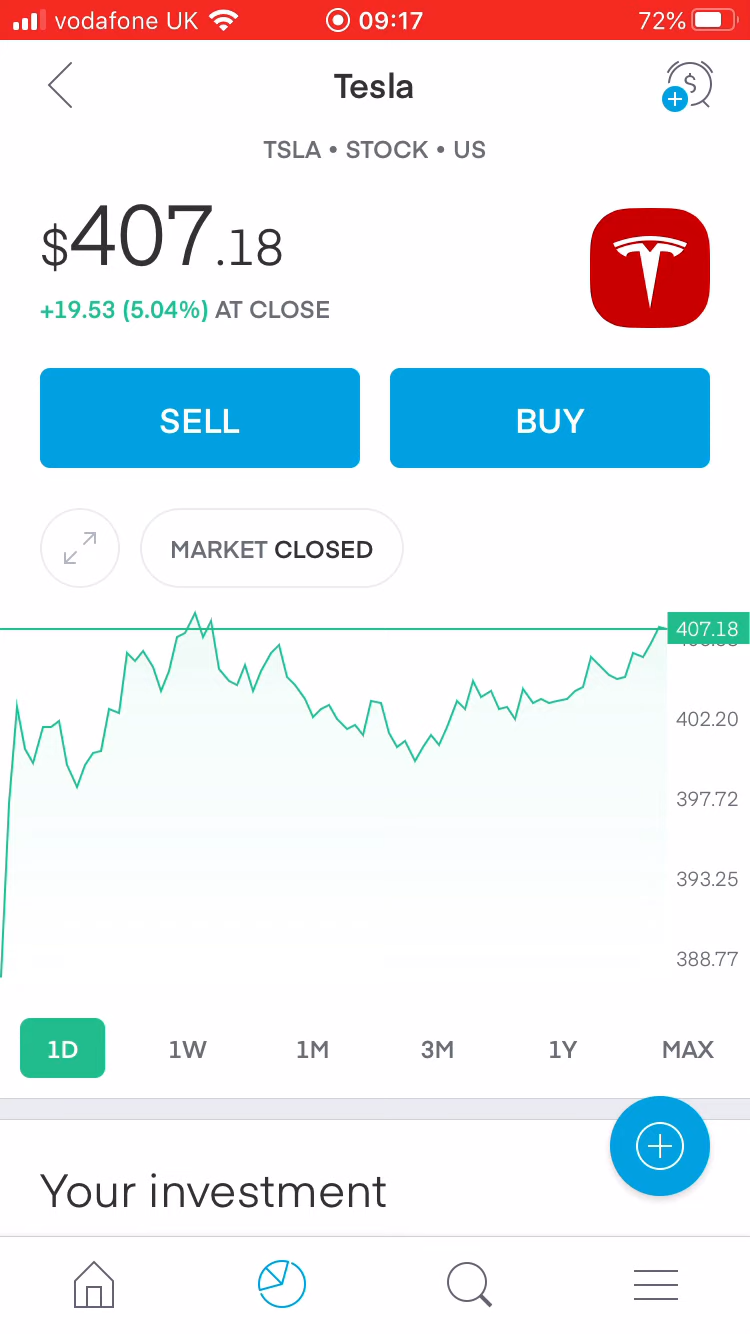 vodafone UK 09:17 72%
Tesla
$
TSLA • STOCK • US
$407.18
+19.53 (5.04%) AT CLOSE
SELL BUY
MARKET CLOSED
407.18
402.20
397.72
393.25
388.77
1D 1W 1M 3M 1Y MAX
Your investment